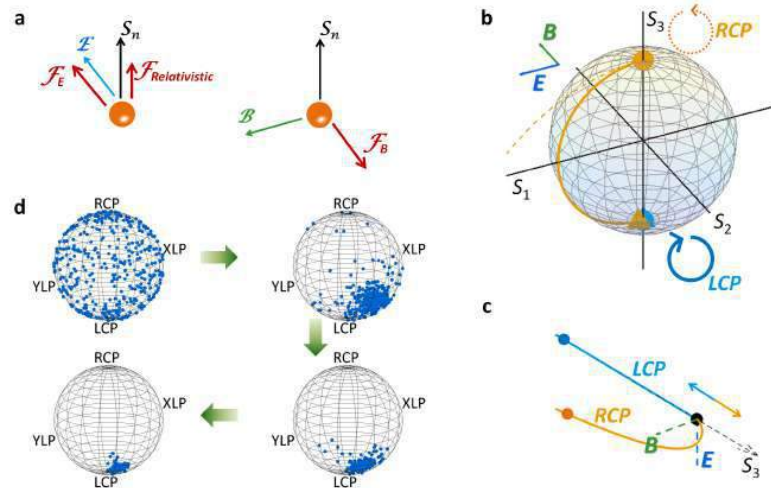 a
ℰ
𝓕_E
S_n
𝓕_Relativistic
S_n
ℬ
𝓕_B
b
S_3
RCP
B
E
S_1
S_2
LCP
c
LCP
RCP
B
E
S_3
d
RCP
XLP
YLP
LCP
RCP
XLP
YLP
LCP
RCP
XLP
YLP
LCP
RCP
XLP
YLP
LCP